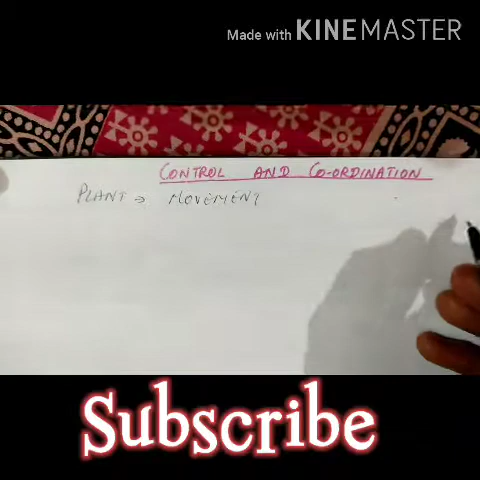 Made with KINEMASTER
CONTROL AND CO-ORDINATION
PLANT → MOVEMENT
Subscribe